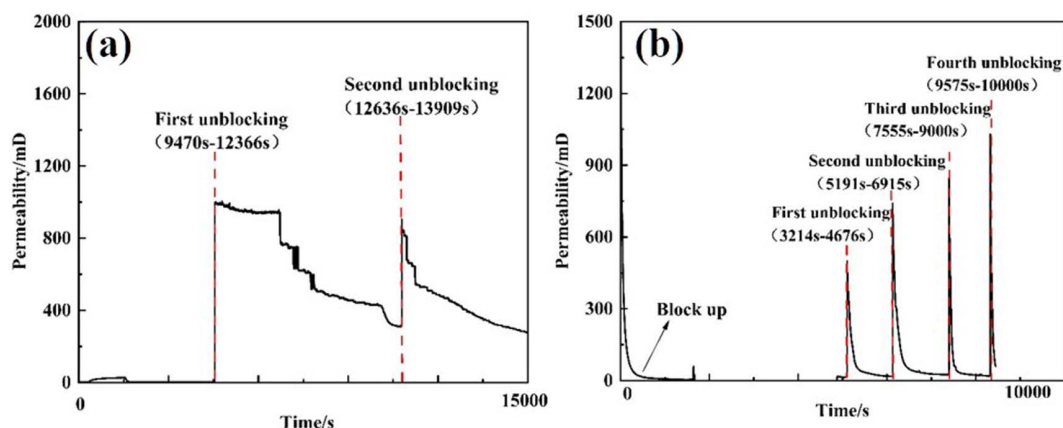 (a)
2000
1600
1200
800
400
0
Permeability/mD
First unblocking
(9470s-12366s)
Second unblocking
(12636s-13909s)
15000
Time/s
(b)
1500
1200
900
600
300
0
Permeability/mD
Fourth unblocking
(9575s-10000s)
Third unblocking
(7555s-9000s)
Second unblocking
(5191s-6915s)
First unblocking
(3214s-4676s)
Block up
0
10000
Time/s